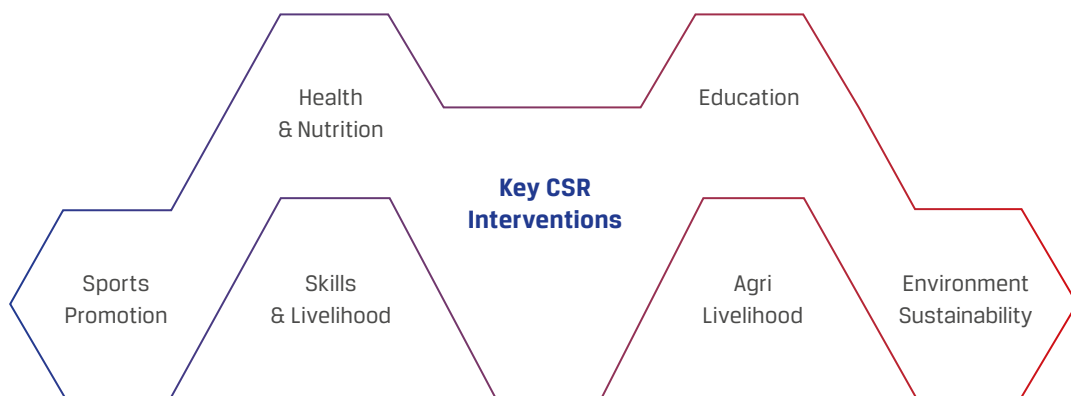 Health
& Nutrition
Education
Key CSR
Interventions
Sports
Promotion
Skills
& Livelihood
Agri
Livelihood
Environment
Sustainability